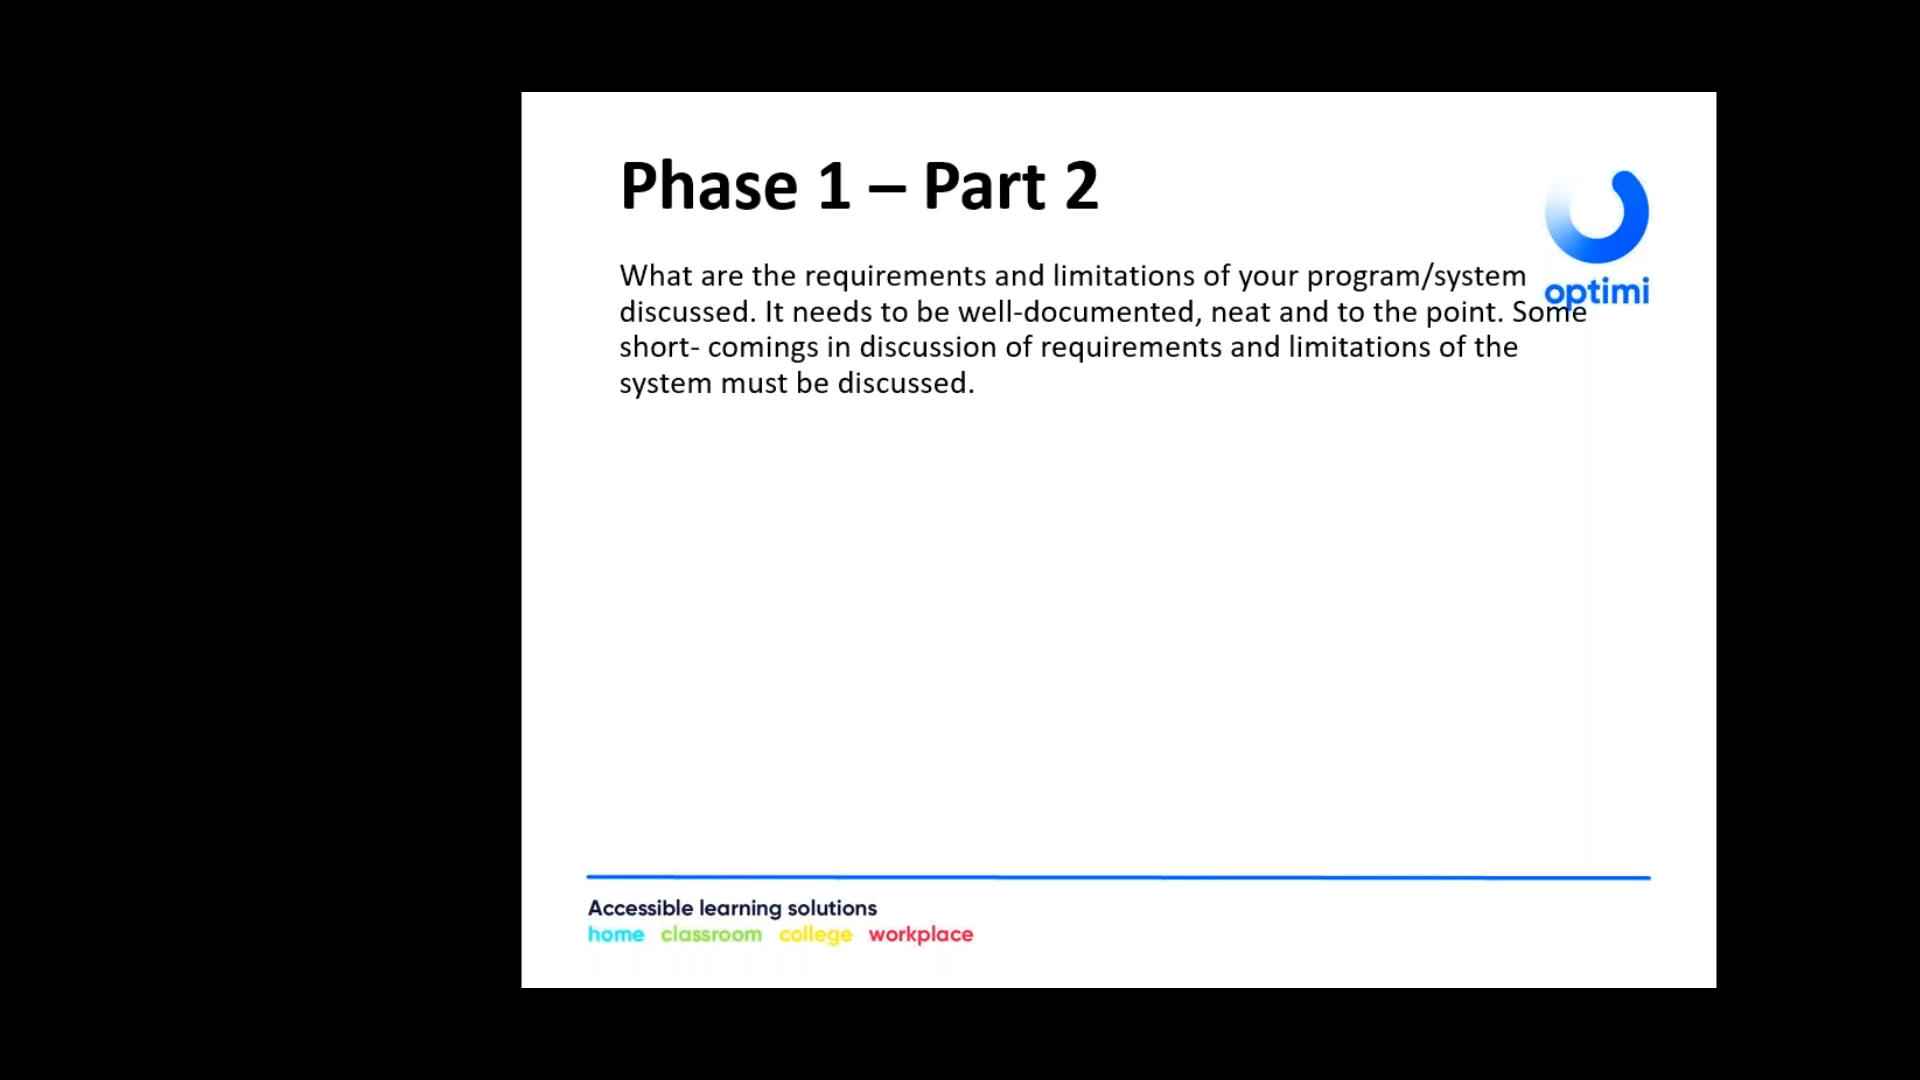 Phase 1 – Part 2
optimi
What are the requirements and limitations of your program/system
discussed. It needs to be well-documented, neat and to the point. Some
short- comings in discussion of requirements and limitations of the
system must be discussed.
Accessible learning solutions
home classroom college workplace